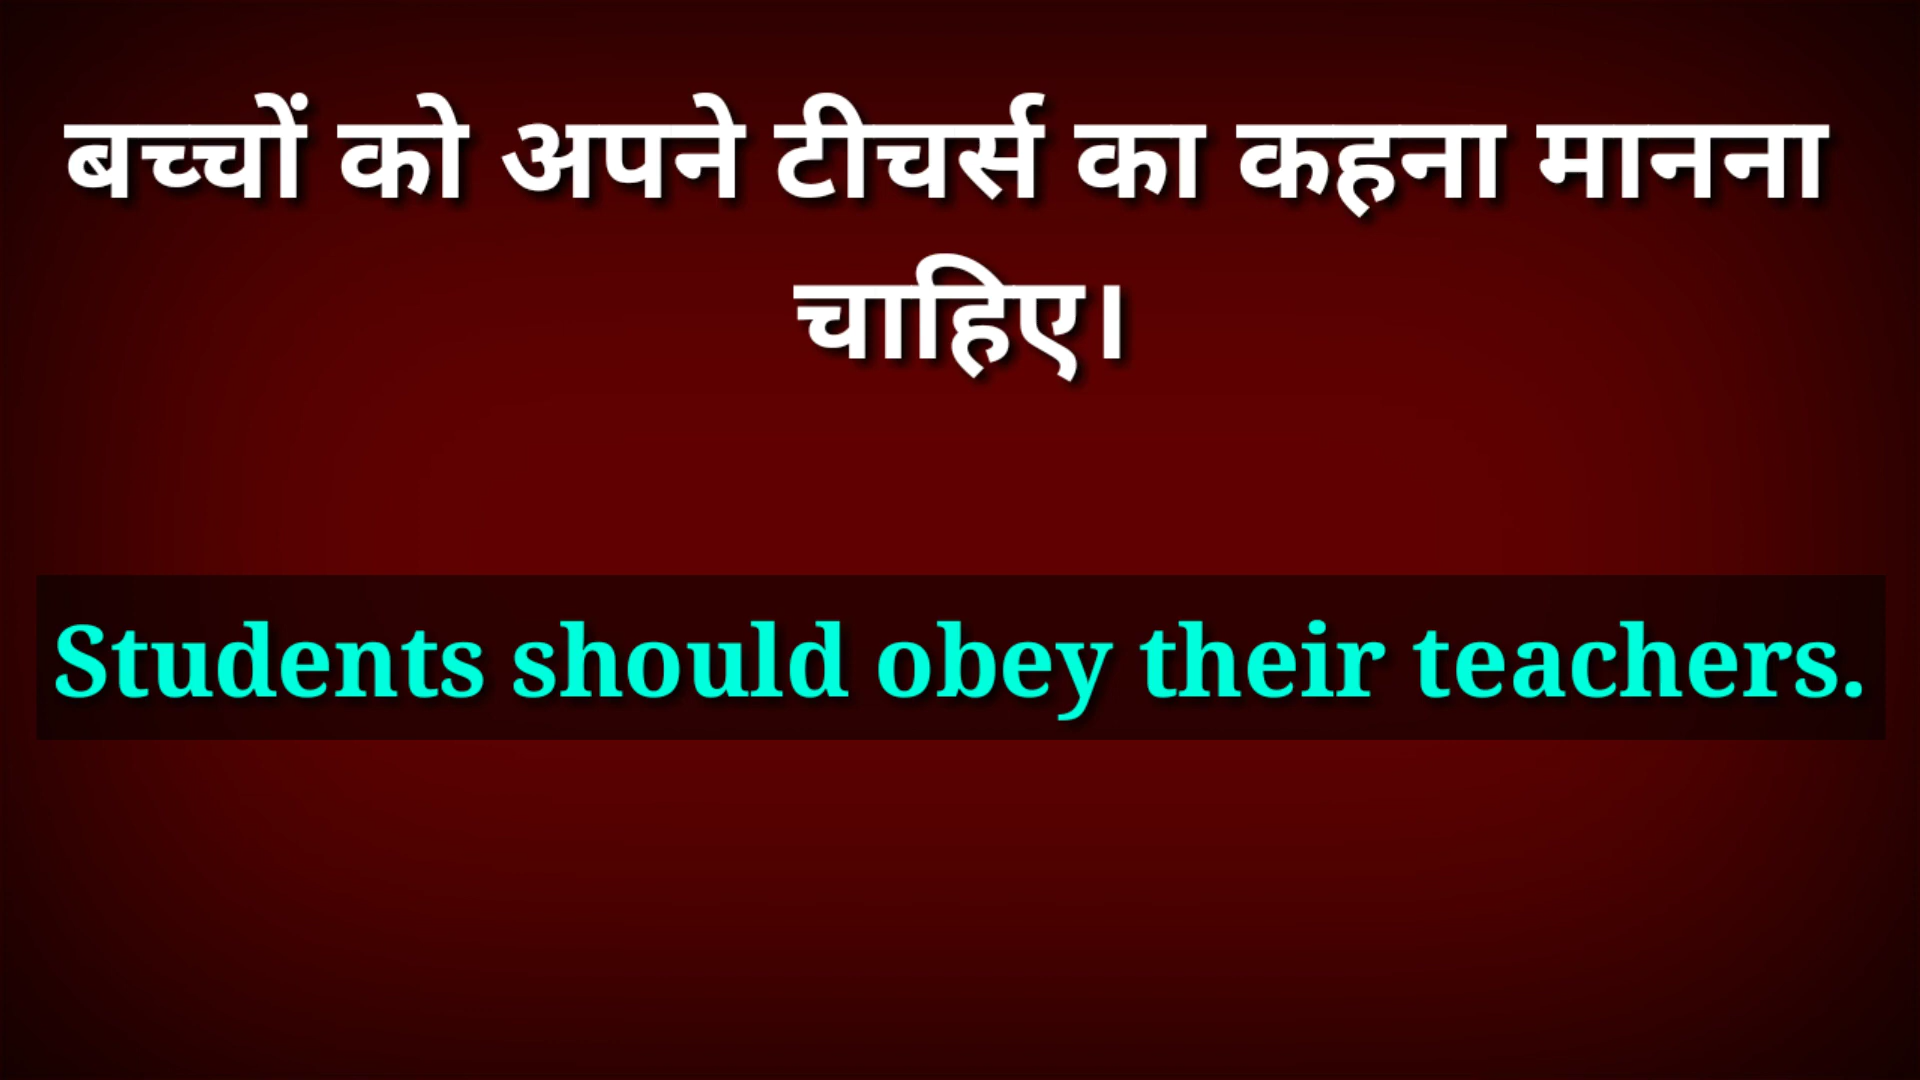 बच्चों को अपने टीचर्स का कहना मानना
चाहिए।
Students should obey their teachers.